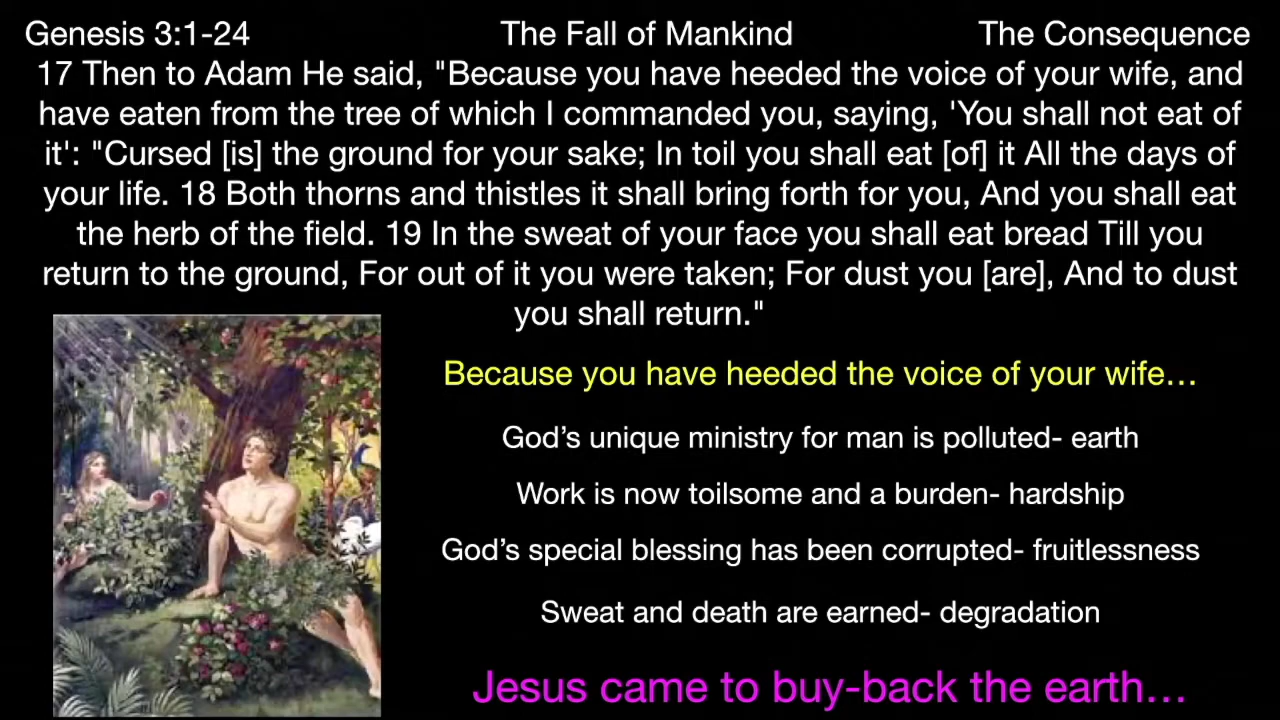 Genesis 3:1-24 The Fall of Mankind The Consequence
17 Then to Adam He said, "Because you have heeded the voice of your wife, and
have eaten from the tree of which I commanded you, saying, 'You shall not eat of
it': "Cursed [is] the ground for your sake; In toil you shall eat [of] it All the days of
your life. 18 Both thorns and thistles it shall bring forth for you, And you shall eat
the herb of the field. 19 In the sweat of your face you shall eat bread Till you
return to the ground, For out of it you were taken; For dust you [are], And to dust
you shall return."
Because you have heeded the voice of your wife…
God’s unique ministry for man is polluted- earth
Work is now toilsome and a burden- hardship
God’s special blessing has been corrupted- fruitlessness
Sweat and death are earned- degradation
Jesus came to buy-back the earth…